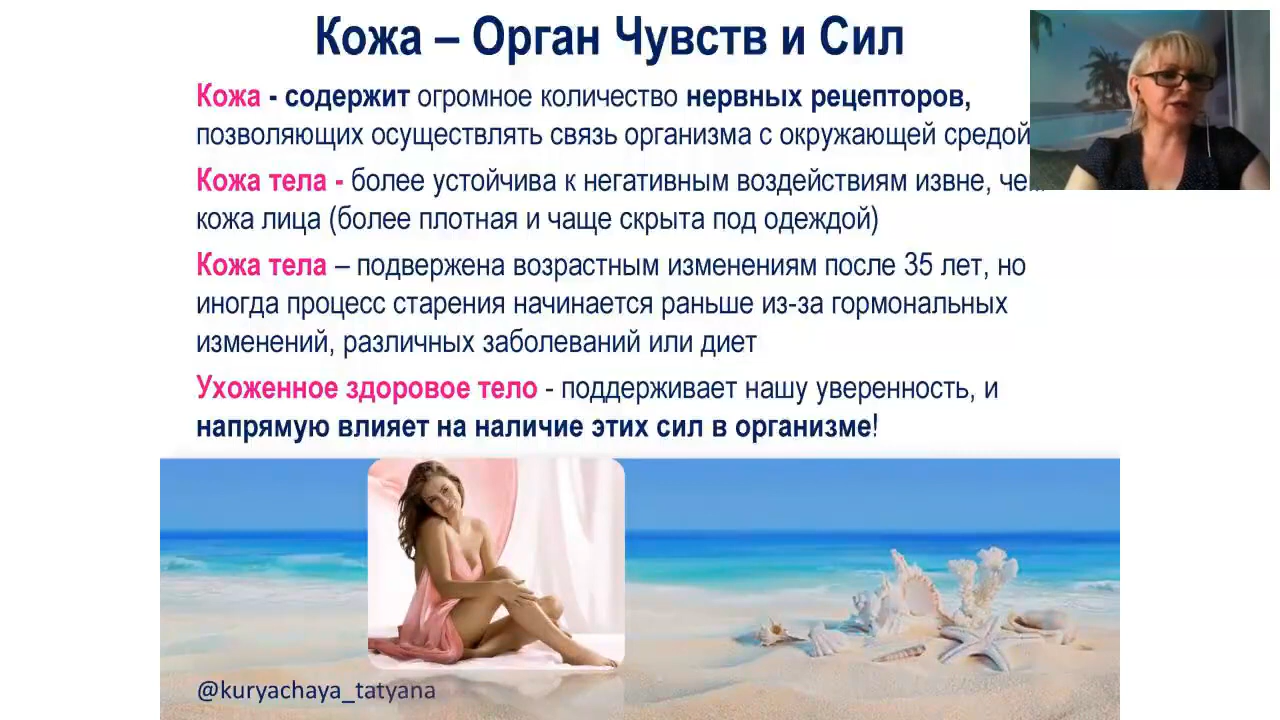 Кожа – Орган Чувств и Сил
Кожа - содержит огромное количество нервных рецепторов,
позволяющих осуществлять связь организма с окружающей средой
Кожа тела - более устойчива к негативным воздействиям извне,
кожа лица (более плотная и чаще скрыта под одеждой)
Кожа тела – подвержена возрастным изменениям после 35 лет, но
иногда процесс старения начинается раньше из-за гормональных
изменений, различных заболеваний или диет
Ухоженное здоровое тело - поддерживает нашу уверенность, и
напрямую влияет на наличие этих сил в организме!
@kuryachaya_tatyana